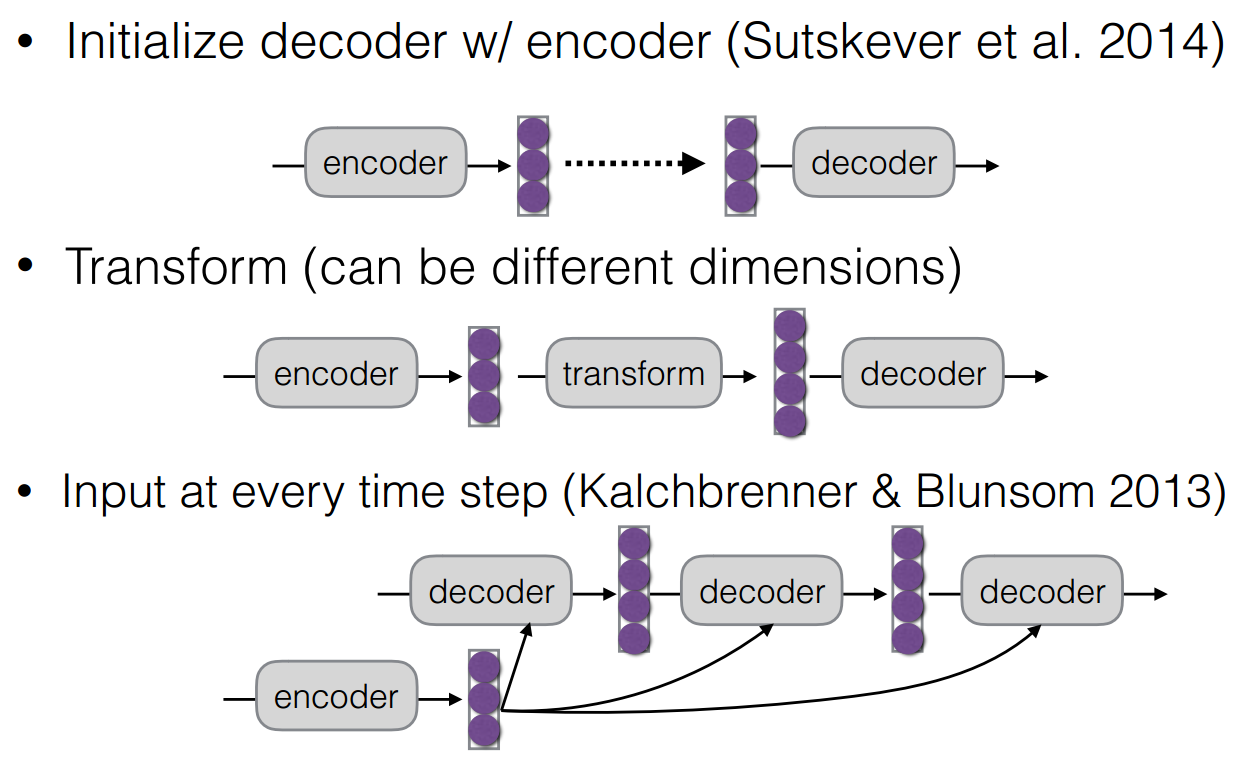 • Initialize decoder w/ encoder (Sutskever et al. 2014)
encoder decoder
• Transform (can be different dimensions)
encoder transform decoder
• Input at every time step (Kalchbrenner & Blunsom 2013)
decoder decoder decoder
encoder